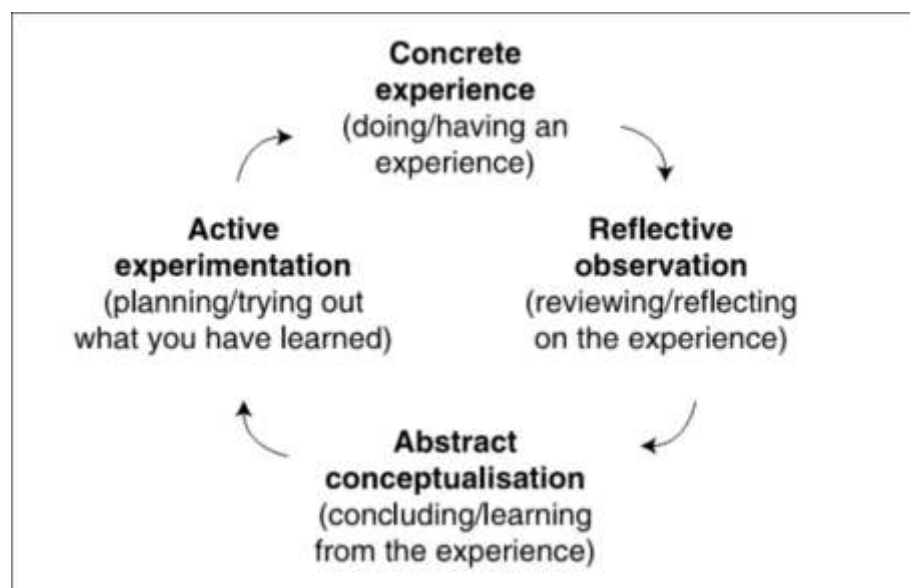 Concrete
experience
(doing/having an
experience)
Reflective
observation
(reviewing/reflecting
on the experience)
Abstract
conceptualisation
(concluding/learning
from the experience)
Active
experimentation
(planning/trying out
what you have learned)